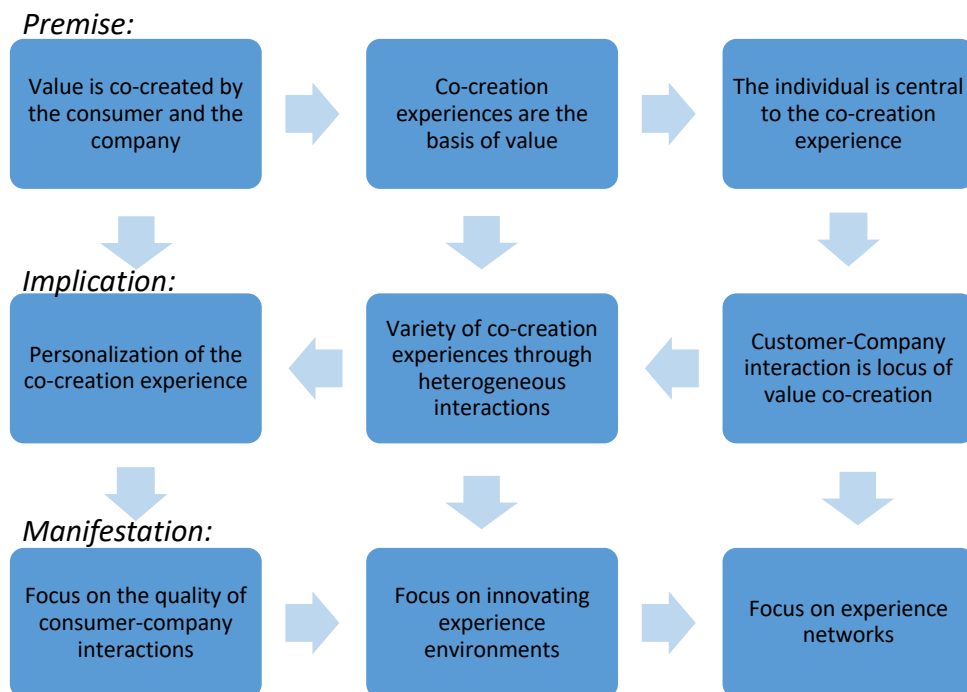 Premise:
Value is co-created by
the consumer and the
company
Co-creation
experiences are the
basis of value
The individual is central
to the co-creation
experience
Implication:
Personalization of the
co-creation experience
Variety of co-creation
experiences through
heterogeneous
interactions
Customer-Company
interaction is locus of
value co-creation
Manifestation:
Focus on the quality of
consumer-company
interactions
Focus on innovating
experience
environments
Focus on experience
networks